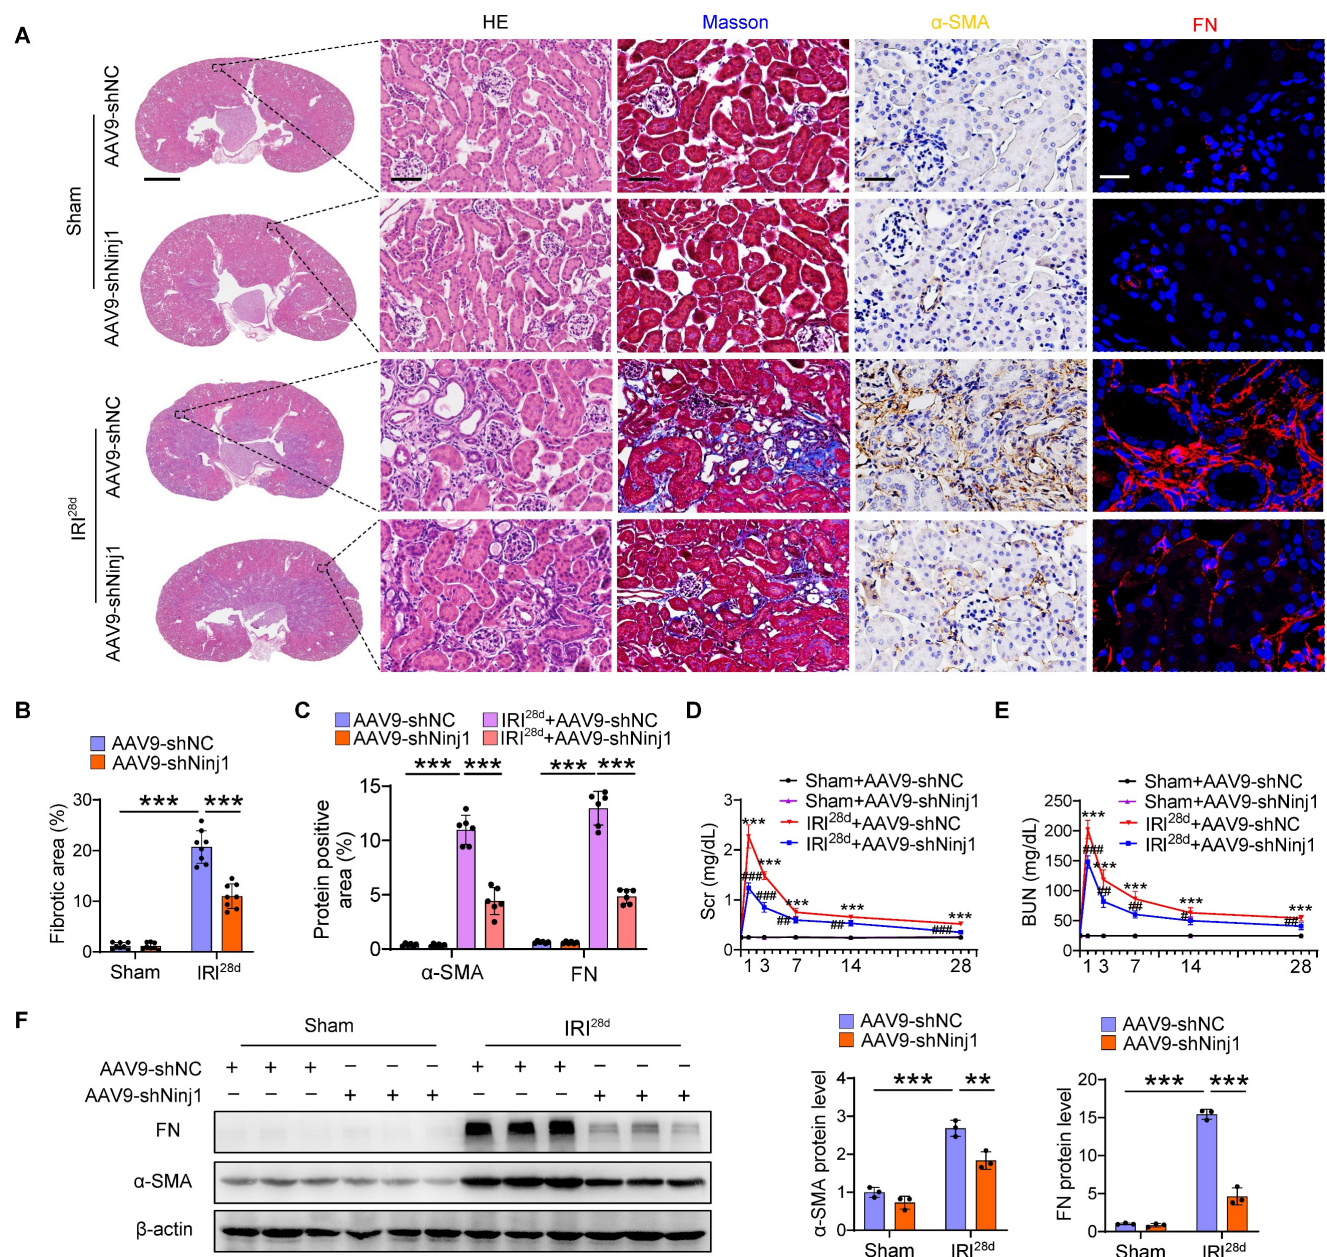 A
HE Masson α-SMA FN
Sham
AAV9-shNC
AAV9-shNinj1
IRI28d
AAV9-shNC
AAV9-shNinj1
B
AAV9-shNC
AAV9-shNinj1
*** ***
Fibrotic area (%)
30
20
10
0
Sham IRI28d
C
AAV9-shNC IRI28d+AAV9-shNC
AAV9-shNinj1 IRI28d+AAV9-shNinj1
*** *** *** ***
Protein positive
area (%)
15
10
5
0
α-SMA FN
D
Sham+AAV9-shNC
Sham+AAV9-shNinj1
IRI28d+AAV9-shNC
IRI28d+AAV9-shNinj1
Scr (mg/dL)
3
2
1
0
*** *** *** *** ***
### ### ## ## ###
1 3 7 14 28
E
Sham+AAV9-shNC
Sham+AAV9-shNinj1
IRI28d+AAV9-shNC
IRI28d+AAV9-shNinj1
BUN (mg/dL)
250
200
150
100
50
0
*** *** *** *** ***
### ## ## # ##
1 3 7 14 28
F
Sham IRI28d
AAV9-shNC + + + − − − + + + − − −
AAV9-shNinj1 − − − + + + − − − + + +
FN
α-SMA
β-actin
AAV9-shNC
AAV9-shNinj1
*** **
α-SMA protein level
4
3
2
1
0
Sham IRI28d
AAV9-shNC
AAV9-shNinj1
*** ***
FN protein level
20
15
10
5
0
Sham IRI28d